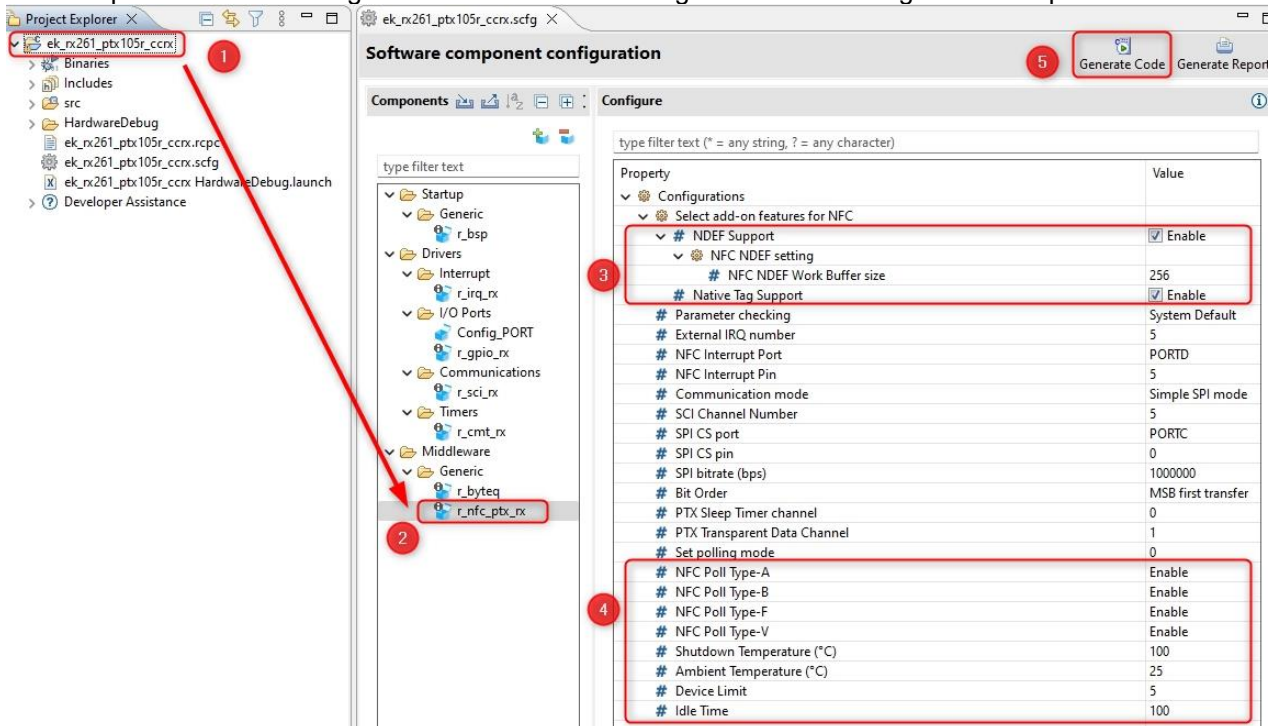 Project Explorer
ek_rx261_ptx105r_ccrx
Binaries
Includes
src
HardwareDebug
ek_rx261_ptx105r_ccrx.rcpc
ek_rx261_ptx105r_ccrx.scfg
ek_rx261_ptx105r_ccrx HardwareDebug.launch
Developer Assistance
1
ek_rx261_ptx105r_ccrx.scfg
Software component configuration
5
Generate Code
Generate Report
Components
type filter text
Startup
Generic
r_bsp
Drivers
Interrupt
r_irq_rx
I/O Ports
Config_PORT
r_gpio_rx
Communications
r_sci_rx
Timers
r_cmt_rx
Middleware
Generic
r_byteq
r_nfc_ptx_rx
2
Configure
type filter text (* = any string, ? = any character)
Property Value
Configurations
Select add-on features for NFC
# NDEF Support Enable
NFC NDEF setting
3
# NFC NDEF Work Buffer size 256
# Native Tag Support Enable
# Parameter checking System Default
# External IRQ number 5
# NFC Interrupt Port PORTD
# NFC Interrupt Pin 5
# Communication mode Simple SPI mode
# SCI Channel Number 5
# SPI CS port PORTC
# SPI CS pin 0
# SPI bitrate (bps) 1000000
# Bit Order MSB first transfer
# PTX Sleep Timer channel 0
# PTX Transparent Data Channel 1
# Set polling mode 0
# NFC Poll Type-A Enable
# NFC Poll Type-B Enable
4
# NFC Poll Type-F Enable
# NFC Poll Type-V Enable
# Shutdown Temperature (°C) 100
# Ambient Temperature (°C) 25
# Device Limit 5
# Idle Time 100